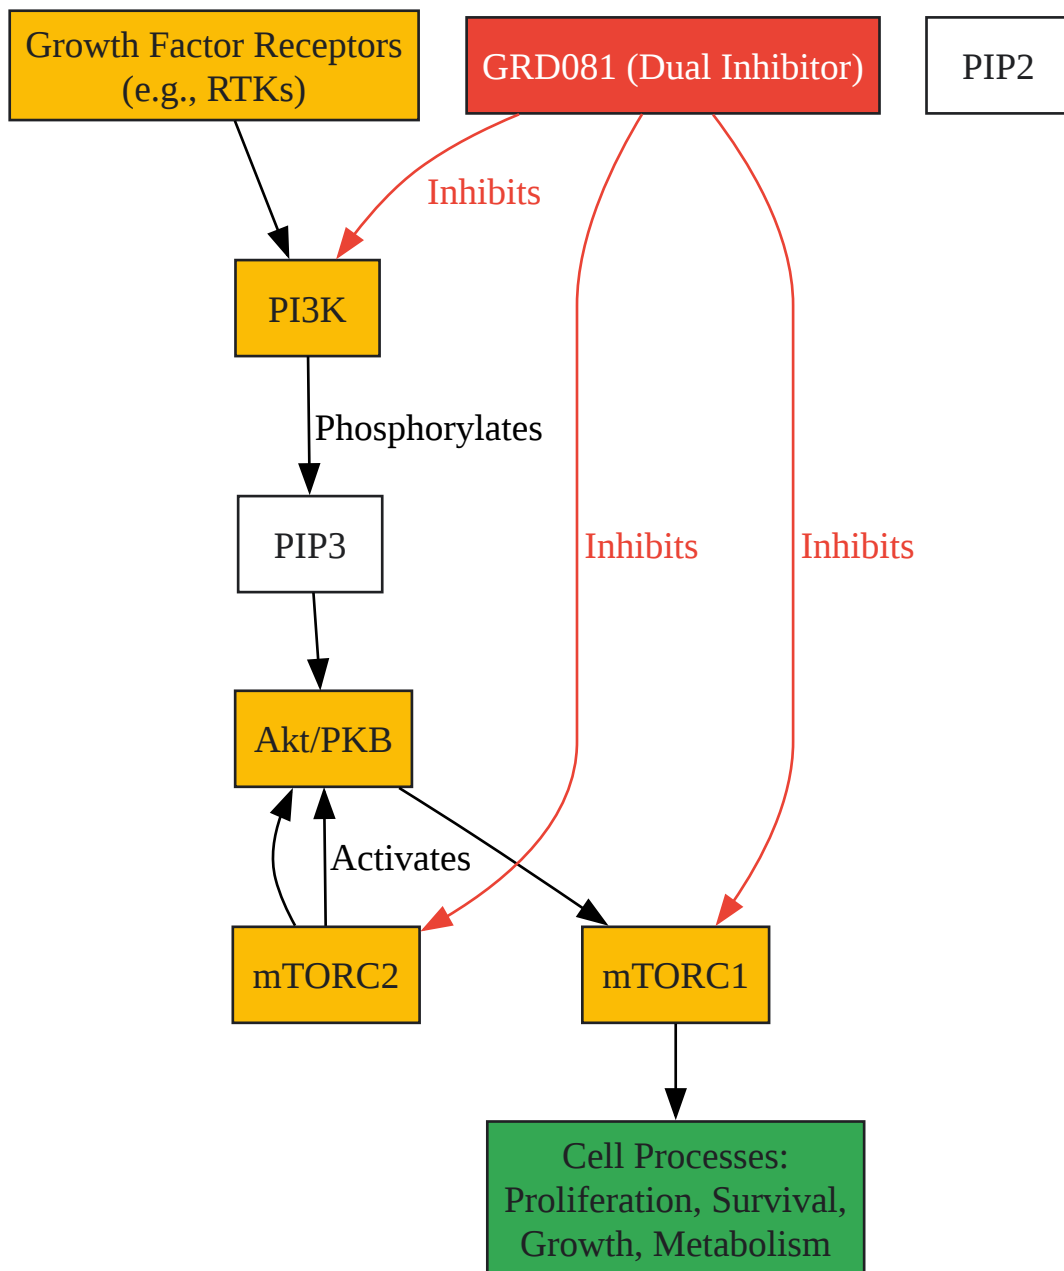 Growth Factor Receptors
(e.g., RTKs)
GRD081 (Dual Inhibitor)
PIP2
Inhibits
PI3K
Phosphorylates
PIP3
Inhibits
Inhibits
Akt/PKB
Activates
mTORC2
mTORC1
Cell Processes:
Proliferation, Survival,
Growth, Metabolism